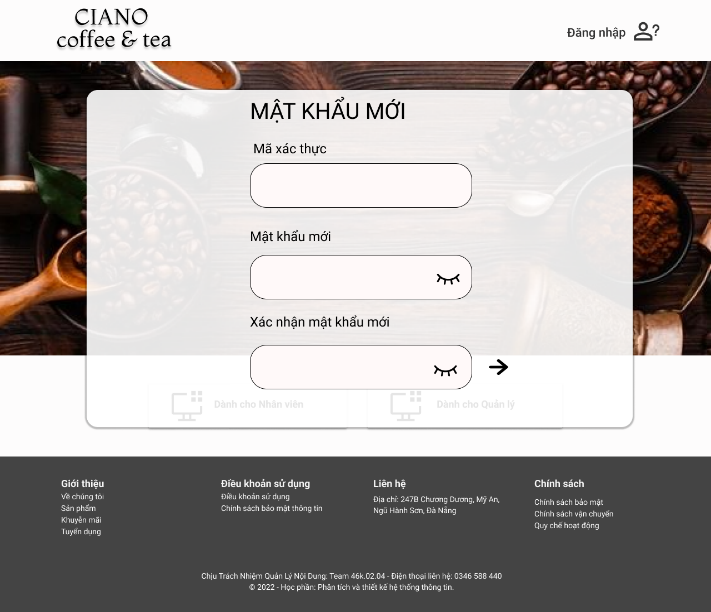 CIANO
coffee & tea
Đăng nhập
MẬT KHẨU MỚI
Mã xác thực
Mật khẩu mới
Xác nhận mật khẩu mới
Dành cho Nhân viên
Dành cho Quản lý
Giới thiệu
Về chúng tôi
Sản phẩm
Khuyến mãi
Tuyển dụng
Điều khoản sử dụng
Điều khoản sử dụng
Chính sách bảo mật thông tin
Liên hệ
Địa chỉ: 247B Chương Dương, Mỹ An,
Ngũ Hành Sơn, Đà Nẵng
Chính sách
Chính sách bảo mật
Chính sách vận chuyển
Quy chế hoạt động
Chịu Trách Nhiệm Quản Lý Nội Dung: Team 46k.02.04 - Điện thoại liên hệ: 0346 588 440
© 2022 - Học phần: Phân tích và thiết kế hệ thống thông tin.